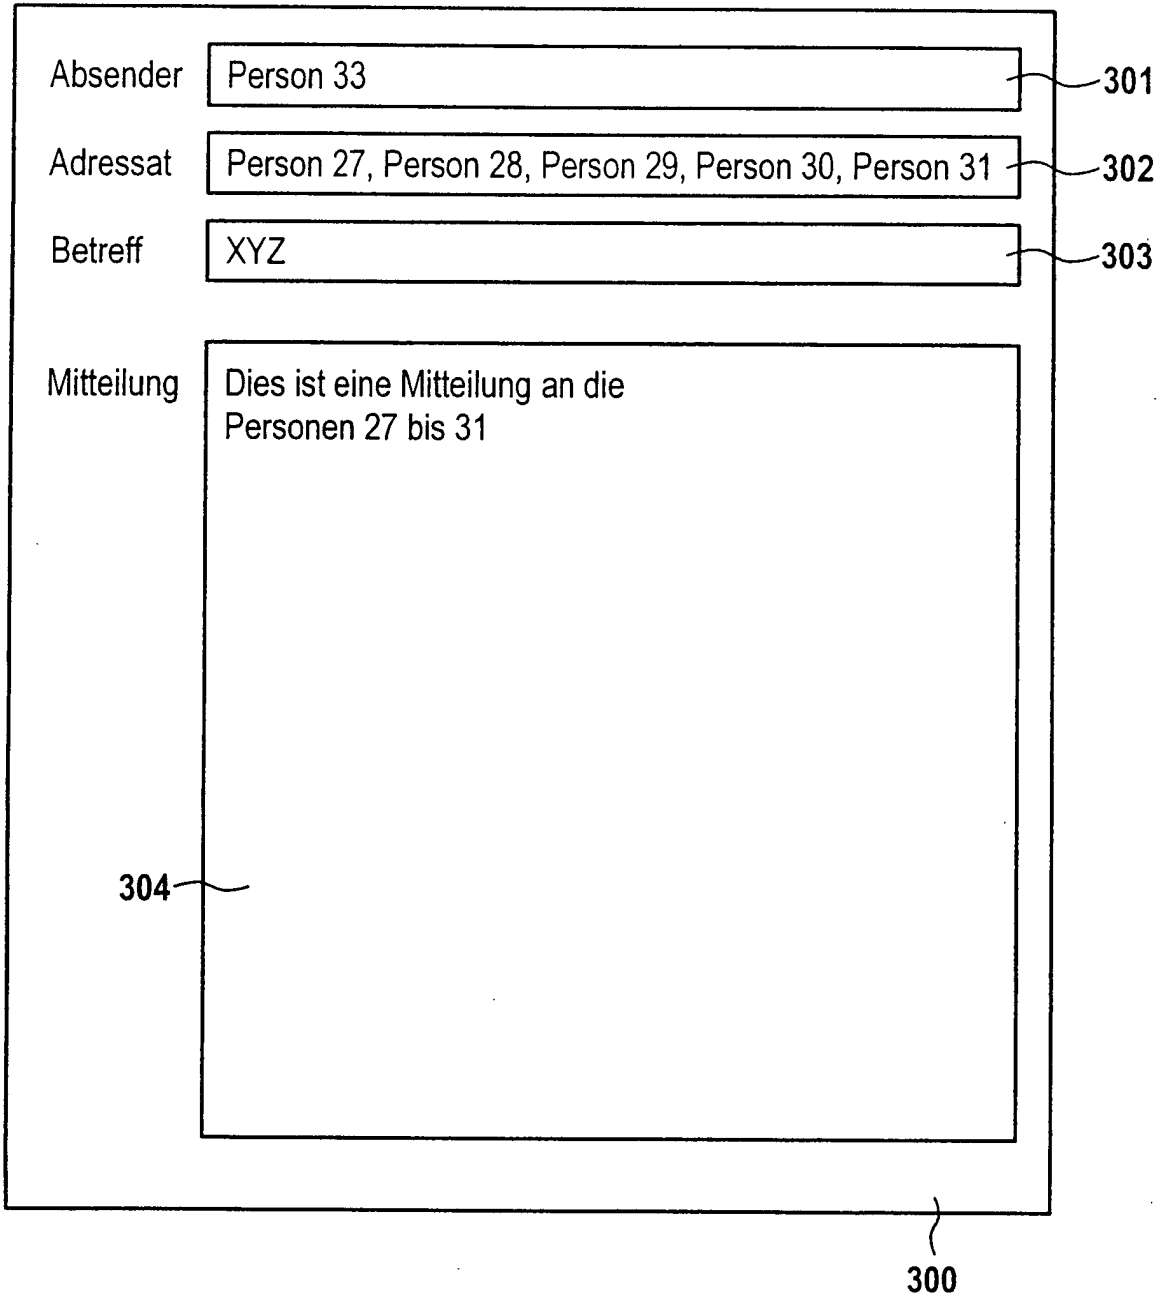 Absender Person 33 301
Adressat Person 27, Person 28, Person 29, Person 30, Person 31 302
Betreff XYZ 303
Mitteilung Dies ist eine Mitteilung an die
Personen 27 bis 31
304
300